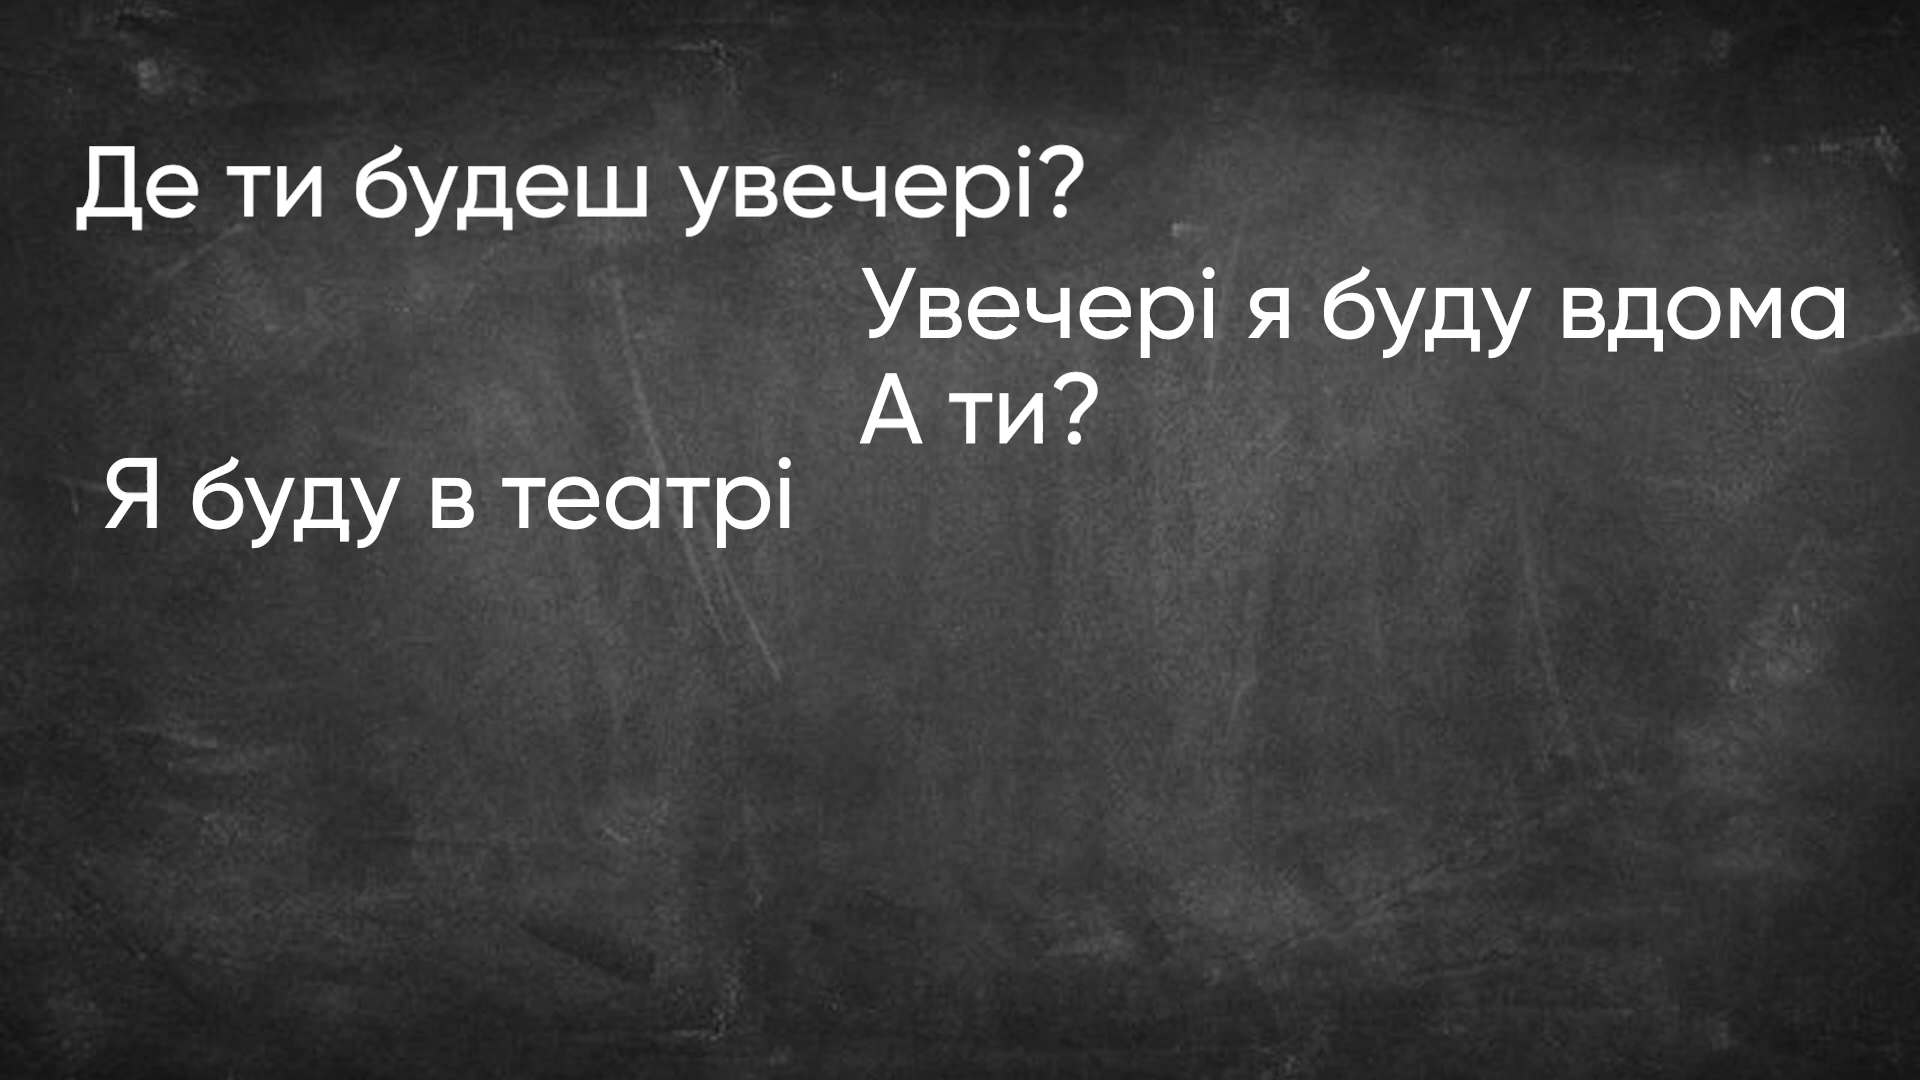 Де ти будеш увечері?
Увечері я буду вдома
А ти?
Я буду в театрі